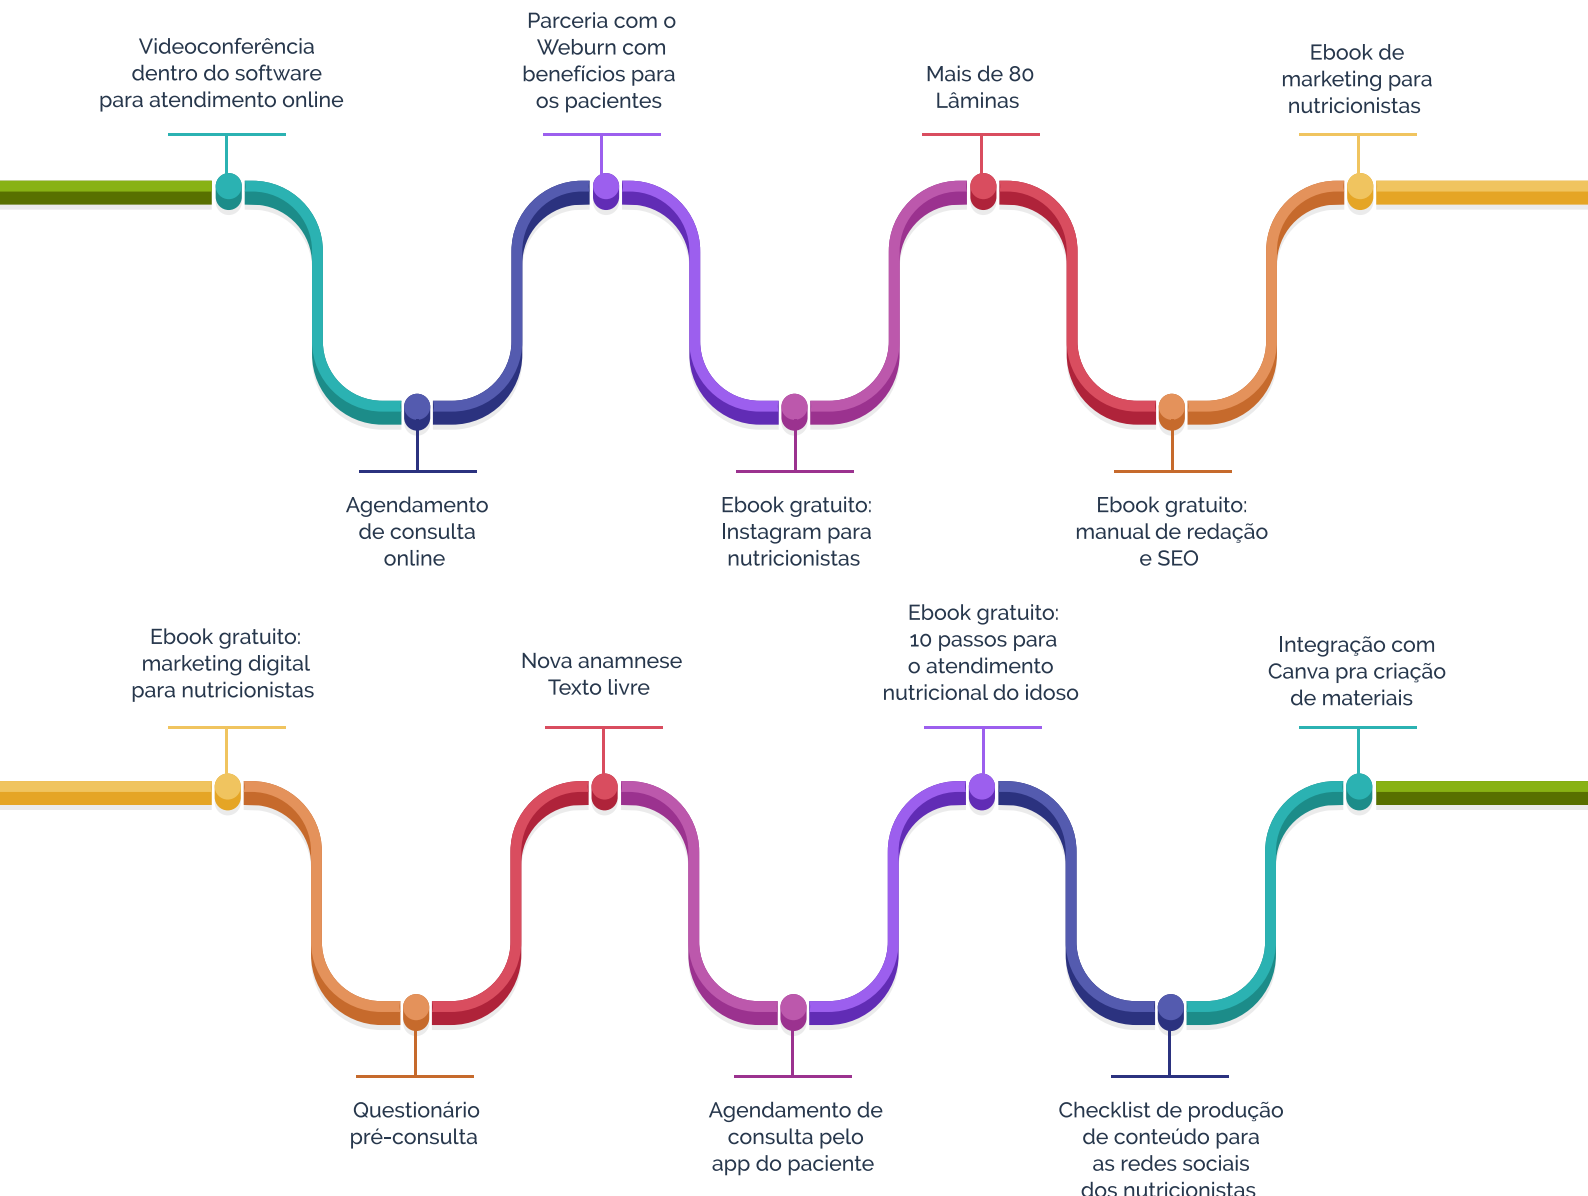 Videoconferência
dentro do software
para atendimento online
Agendamento
de consulta
online
Parceria com o
Weburn com
benefícios para
os pacientes
Ebook gratuito:
Instagram para
nutricionistas
Mais de 80
Lâminas
Ebook gratuito:
manual de redação
e SEO
Ebook de
marketing para
nutricionistas
Ebook gratuito:
marketing digital
para nutricionistas
Questionário
pré-consulta
Nova anamnese
Texto livre
Agendamento de
consulta pelo
app do paciente
Ebook gratuito:
10 passos para
o atendimento
nutricional do idoso
Checklist de produção
de conteúdo para
as redes sociais
dos nutricionistas
Integração com
Canva pra criação
de materiais